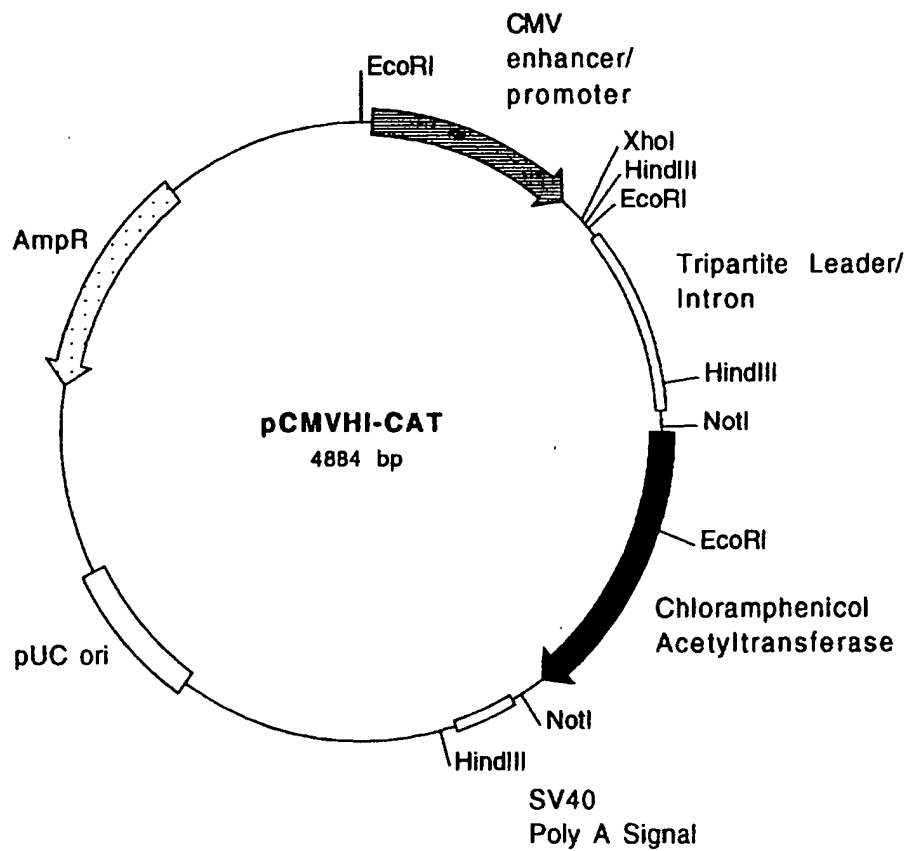 CMV
enhancer/
promoter
EcoRI
XhoI
HindIII
EcoRI
AmpR
Tripartite Leader/
Intron
HindIII
NotI
pCMVHI-CAT
4884 bp
EcoRI
Chloramphenicol
Acetyltransferase
pUC ori
NotI
HindIII
SV40
Poly A Signal